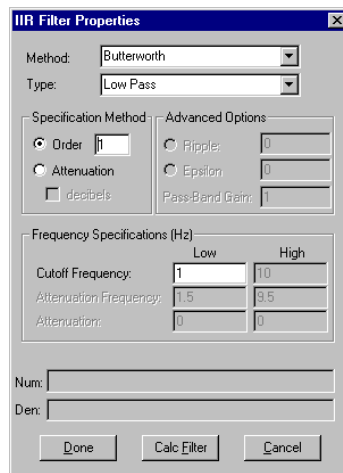 IIR Filter Properties
Method: Butterworth
Type: Low Pass
Specification Method
Advanced Options
Order 1
Ripple: 0
Attenuation
Epsilon 0
decibels
Pass-Band Gain: 1
Frequency Specifications (Hz)
Low High
Cutoff Frequency: 1 10
Attenuation Frequency: 1.5 9.5
Attenuation: 0 0
Num:
Den:
Done Calc Filter Cancel